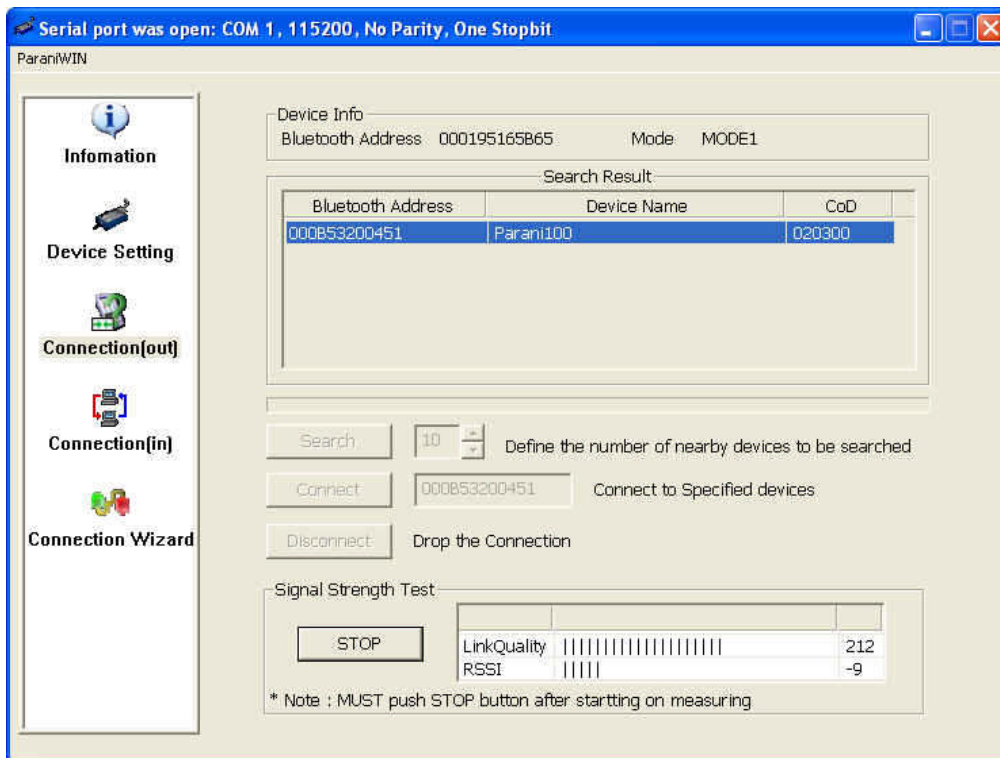 Serial port was open: COM 1, 115200, No Parity, One Stopbit
ParaniWIN
Infomation
Device Setting
Connection(out)
Connection(in)
Connection Wizard
Device Info
Bluetooth Address 000195165B65 Mode MODE1
Search Result
Bluetooth Address Device Name CoD
000B53200451 Parani100 020300
Search 10 Define the number of nearby devices to be searched
Connect 000B53200451 Connect to Specified devices
Disconnect Drop the Connection
Signal Strength Test
STOP
LinkQuality |||||||||||||||||||| 212
RSSI ||||| -9
* Note : MUST push STOP button after startting on measuring